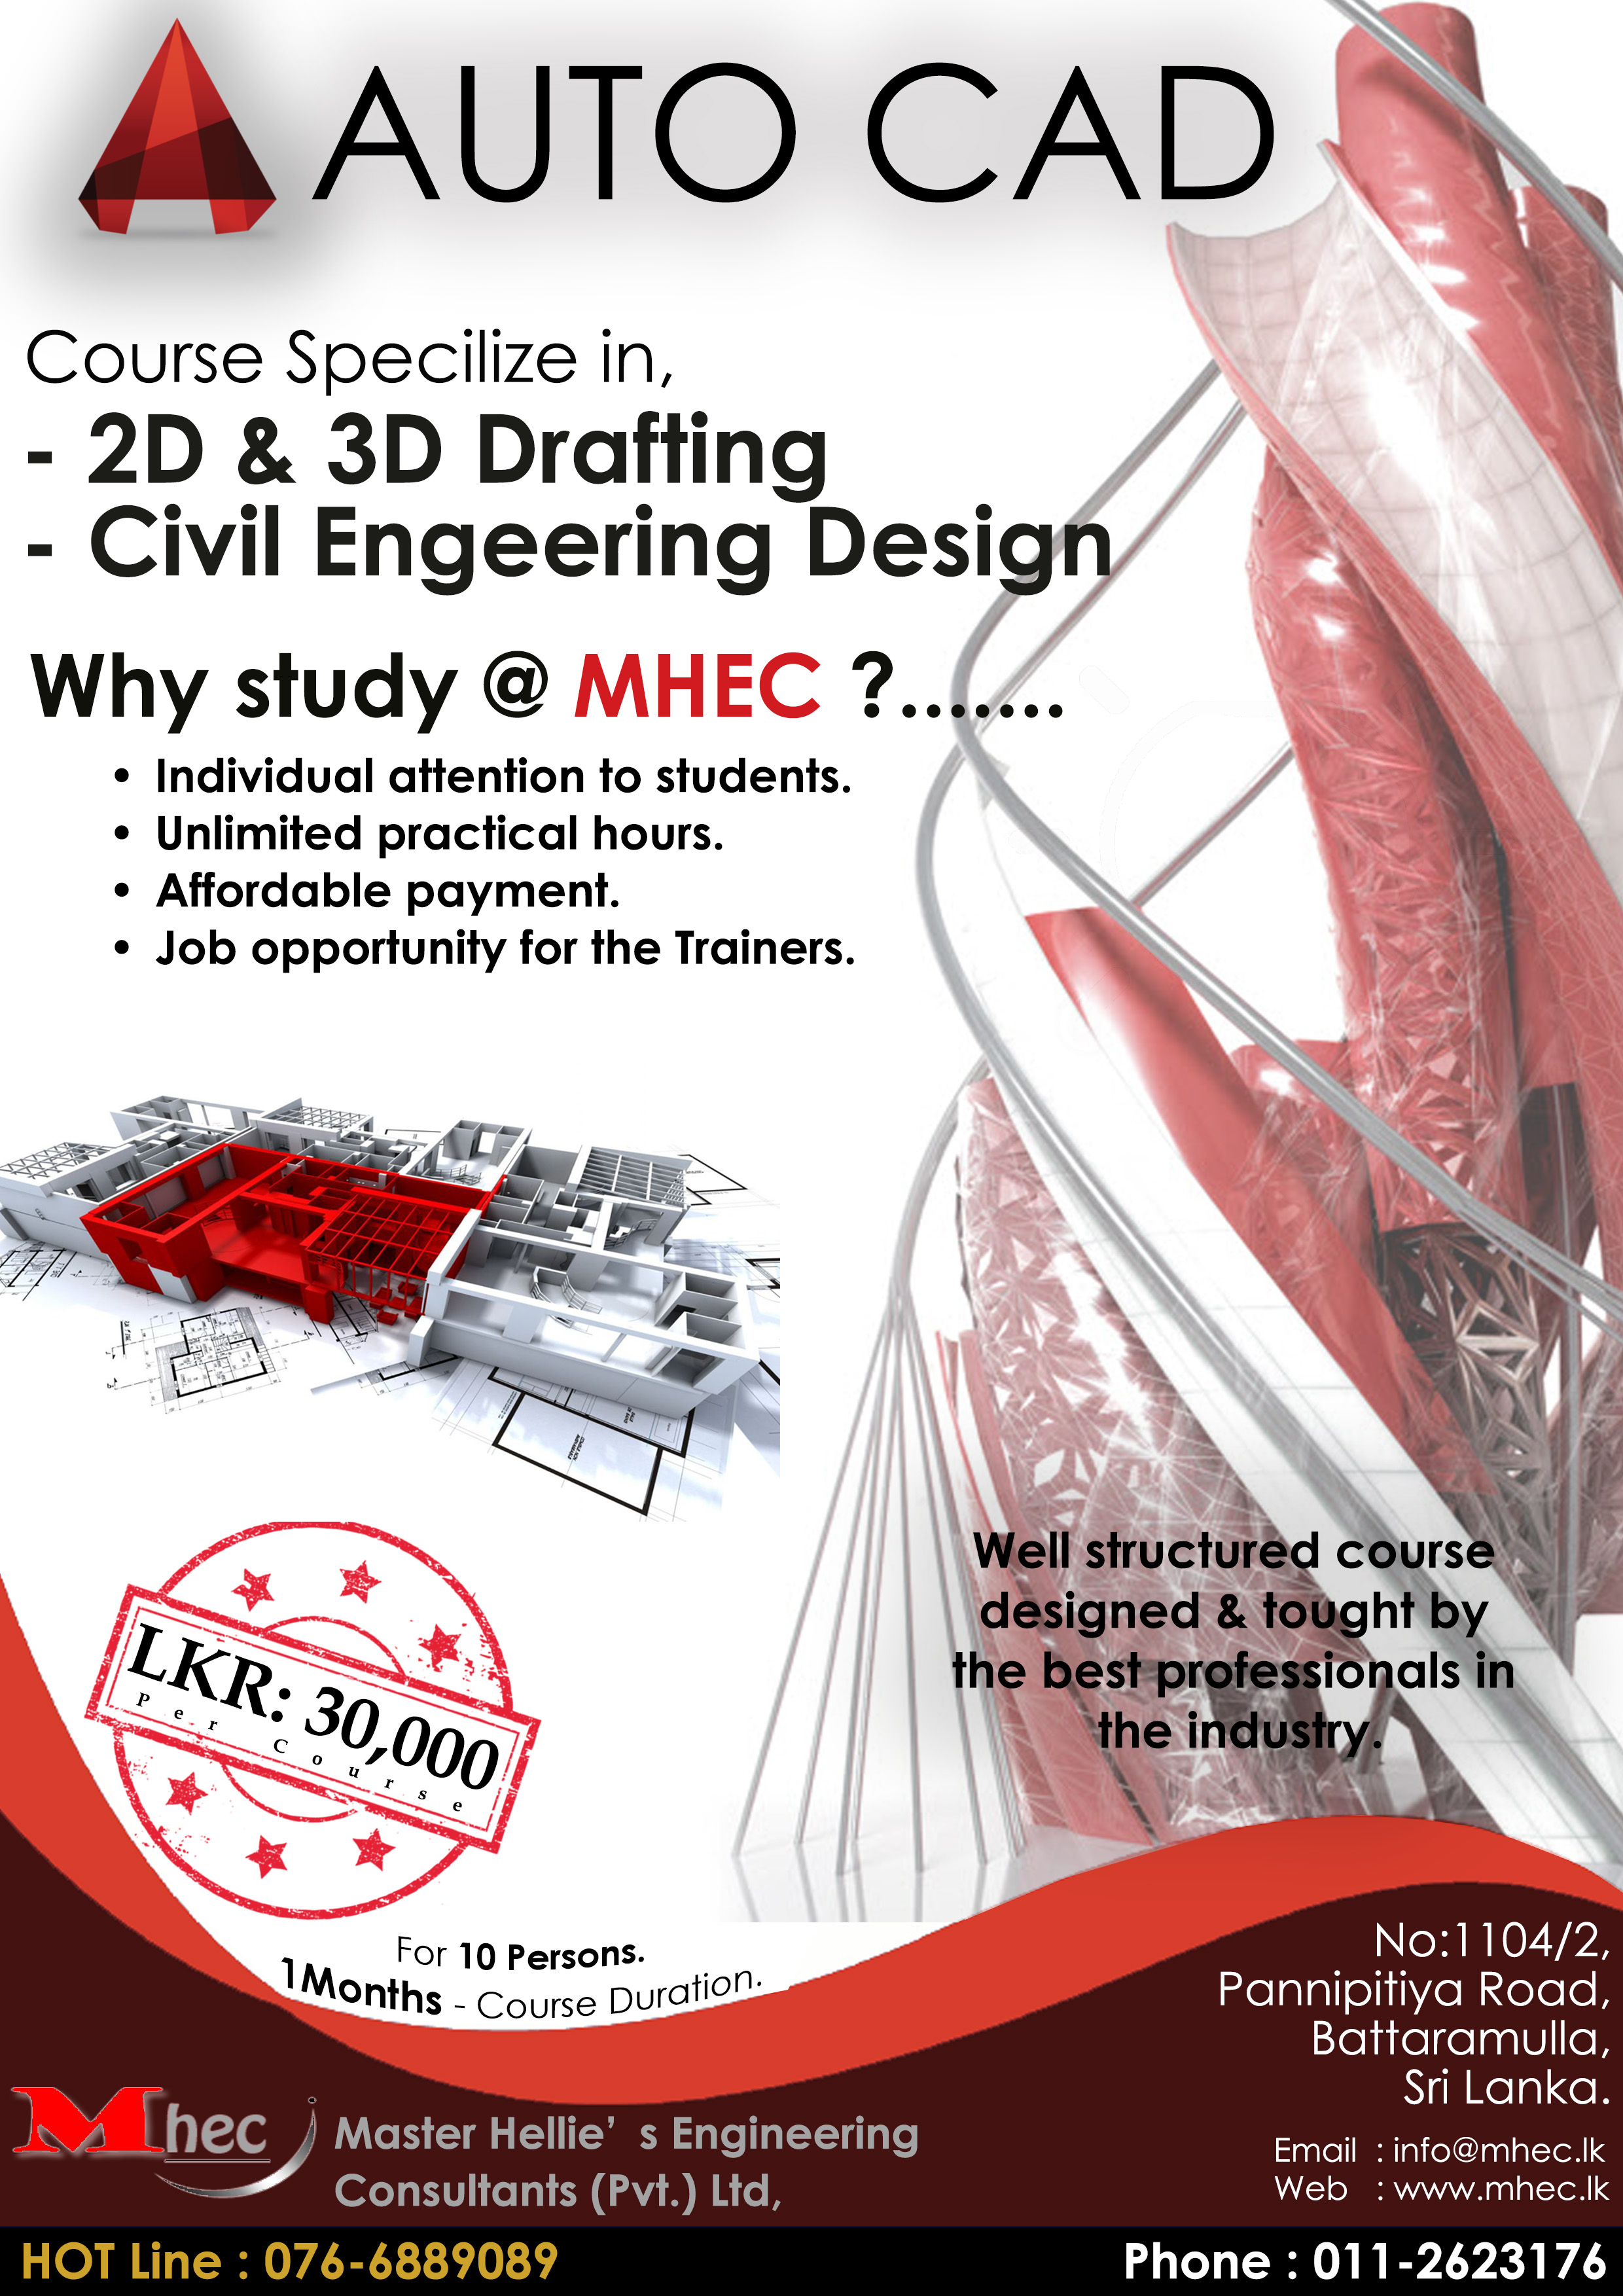 AUTO CAD
Course Specilize in,
- 2D & 3D Drafting
- Civil Engeering Design
Why study @ MHEC ?.......
• Individual attention to students.
• Unlimited practical hours.
• Affordable payment.
• Job opportunity for the Trainers.
Well structured course
designed & tought by
the best professionals in
the industry.
LKR: 30,000
Per Course
For 10 Persons.
1Months - Course Duration.
No:1104/2,
Pannipitiya Road,
Battaramulla,
Sri Lanka.
Email : info@mhec.lk
Web : www.mhec.lk
Mhec
Master Hellie’ s Engineering
Consultants (Pvt.) Ltd,
HOT Line : 076-6889089
Phone : 011-2623176